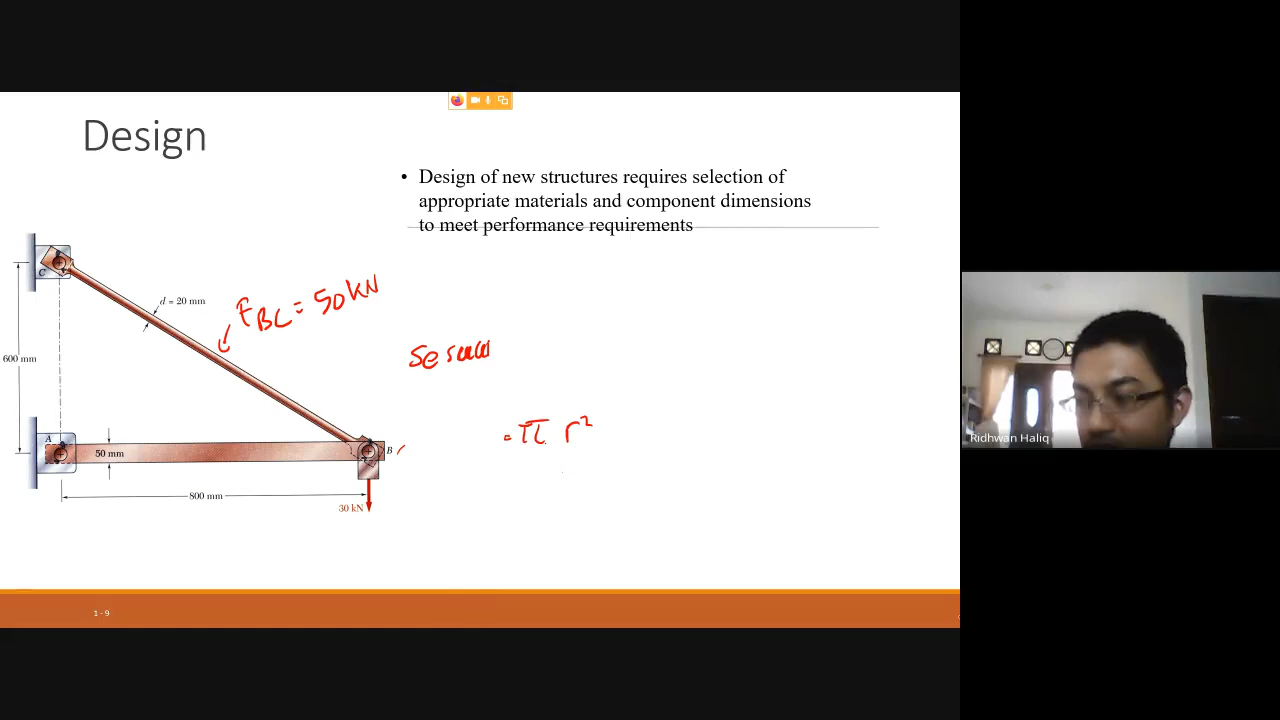 Design
• Design of new structures requires selection of
appropriate materials and component dimensions
to meet performance requirements
C
d = 20 mm
F BC = 50 kN
600 mm
A
50 mm
B
800 mm
30 kN
= π r²
1 - 9
Ridhwan Haliq